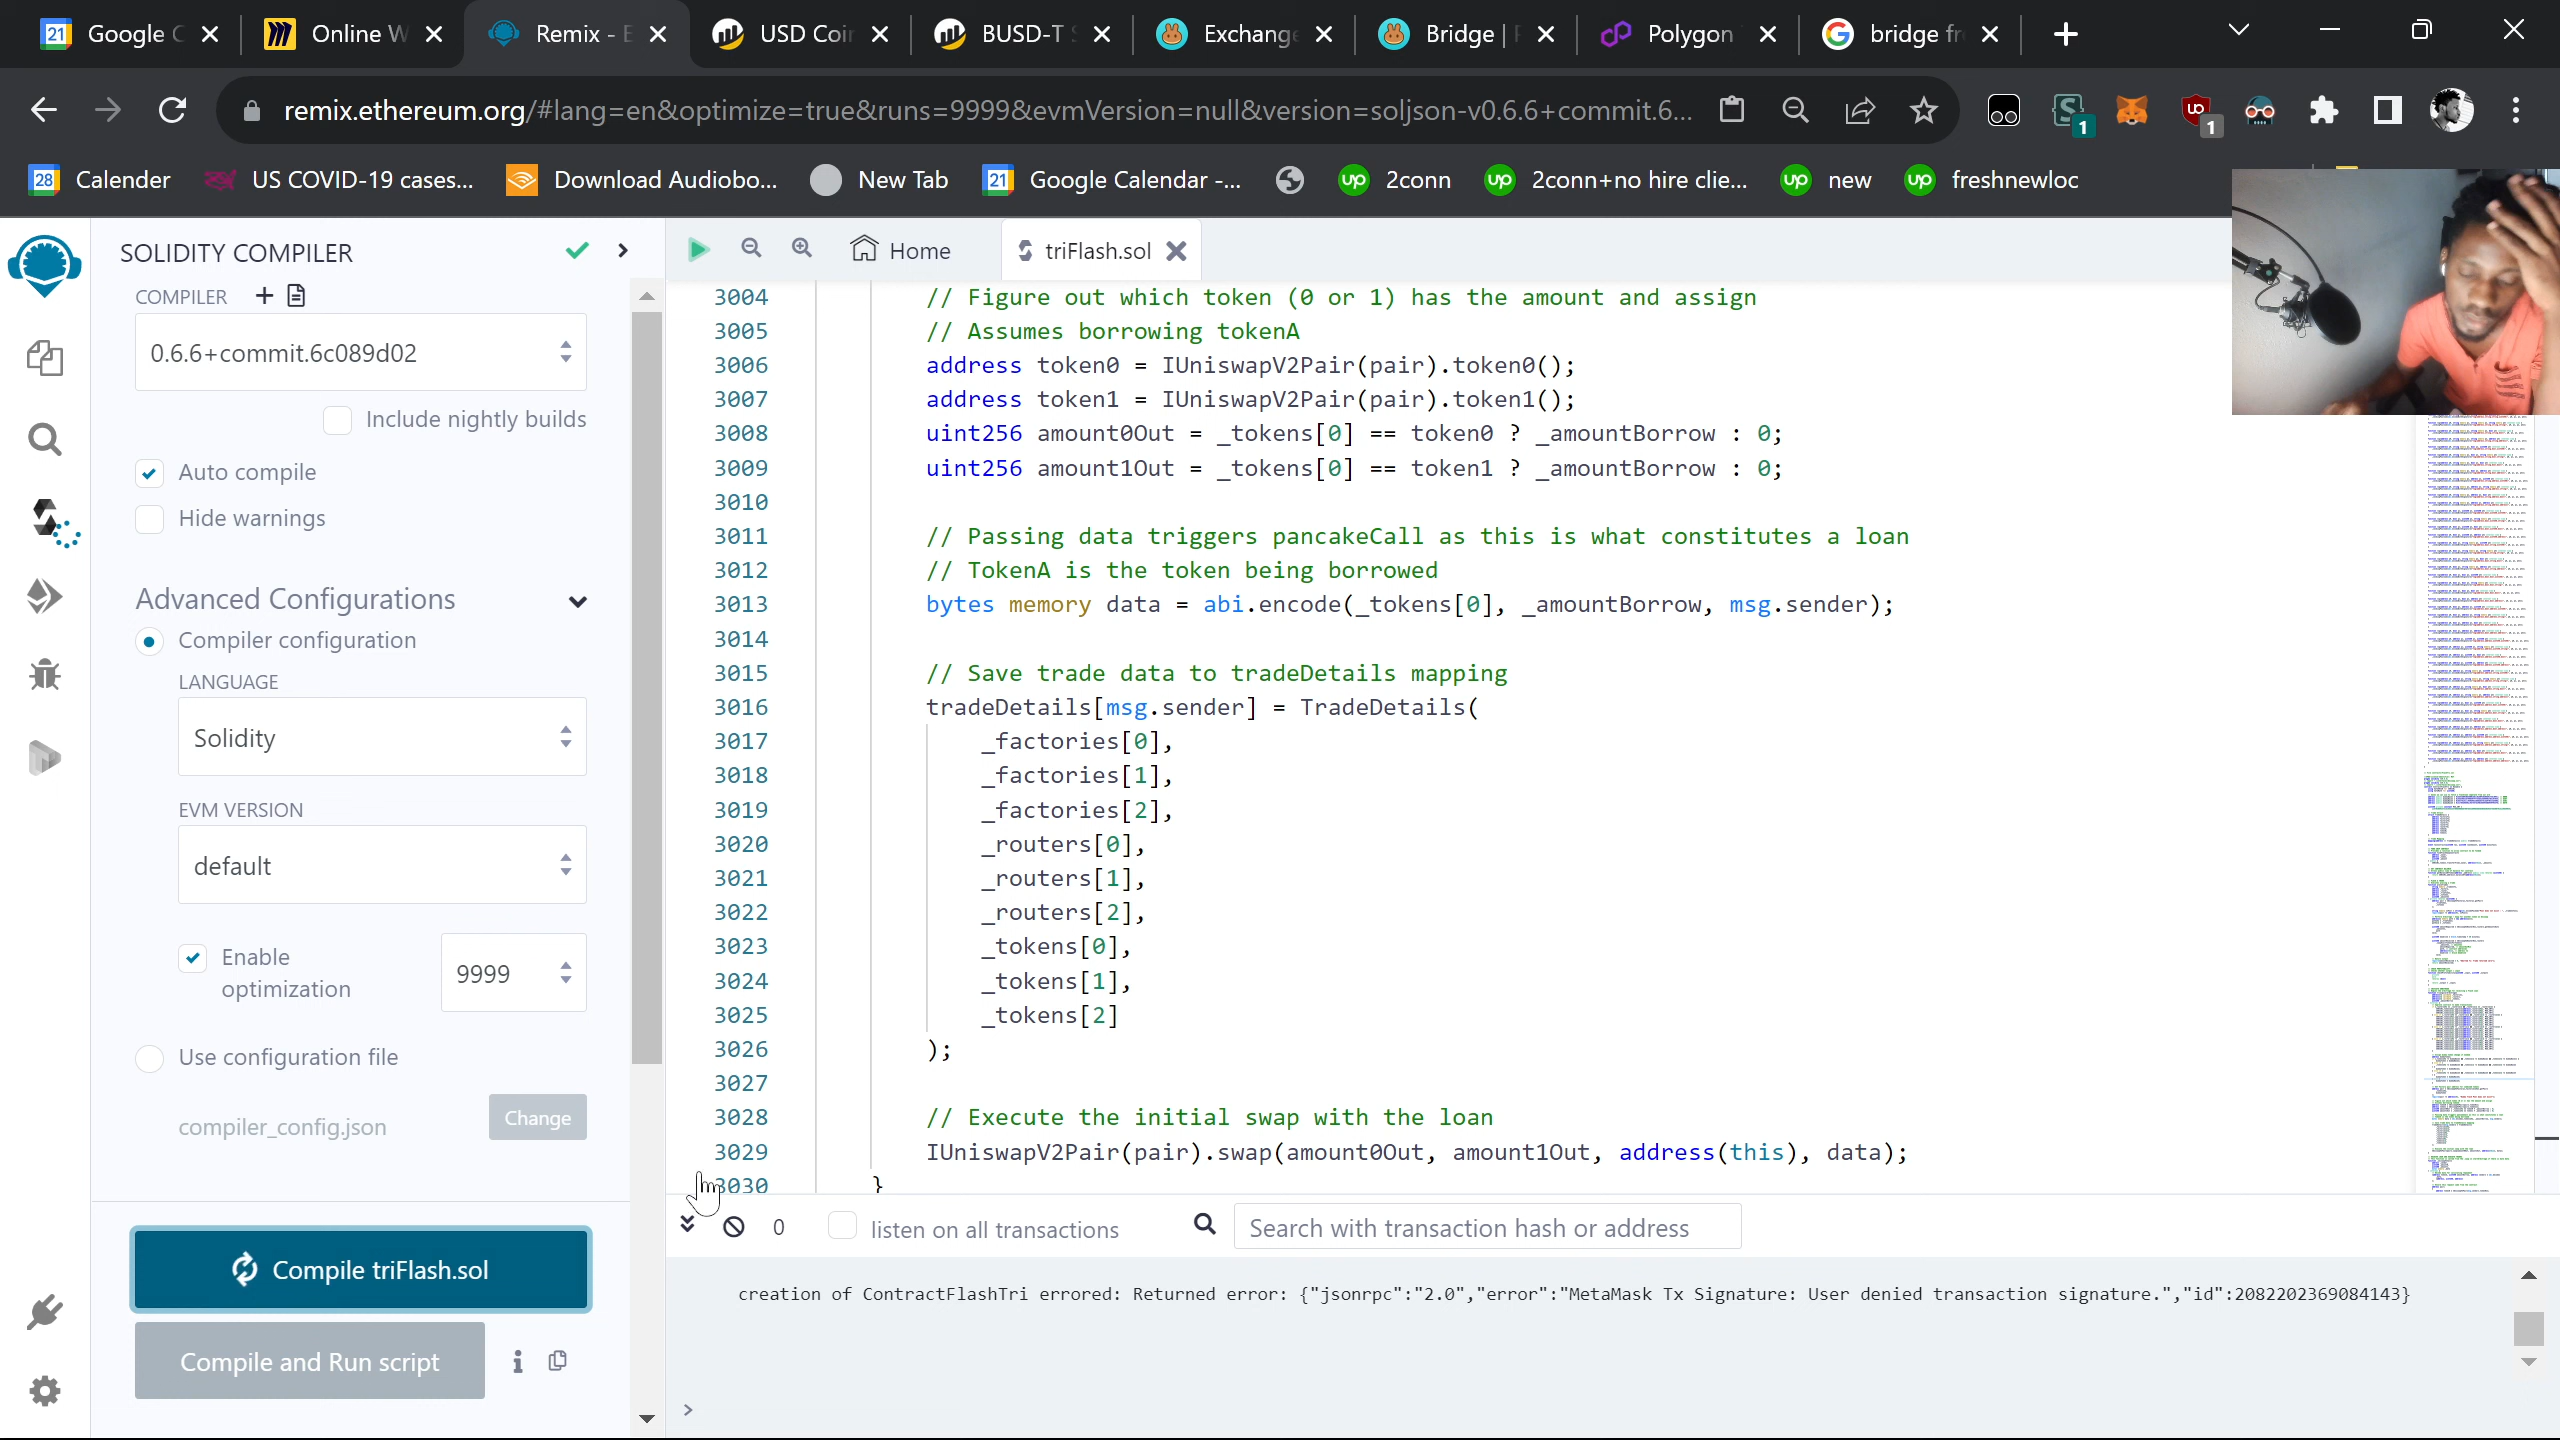 21 Google C
Online W
Remix - E
USD Coin
BUSD-T S
Exchange
Bridge | P
Polygon
bridge fr
remix.ethereum.org/#lang=en&optimize=true&runs=9999&evmVersion=null&version=soljson-v0.6.6+commit.6...
1
1
28 Calender
US COVID-19 cases...
Download Audiobo...
New Tab
21 Google Calendar -...
up 2conn
up 2conn+no hire clie...
up new
up freshnewloc
SOLIDITY COMPILER
COMPILER
0.6.6+commit.6c089d02
Include nightly builds
Auto compile
Hide warnings
Advanced Configurations
Compiler configuration
LANGUAGE
Solidity
EVM VERSION
default
Enable optimization
9999
Use configuration file
compiler_config.json
Change
Compile triFlash.sol
Compile and Run script
Home
triFlash.sol
3004 // Figure out which token (0 or 1) has the amount and assign
3005 // Assumes borrowing tokenA
3006 address token0 = IUniswapV2Pair(pair).token0();
3007 address token1 = IUniswapV2Pair(pair).token1();
3008 uint256 amount0Out = _tokens[0] == token0 ? _amountBorrow : 0;
3009 uint256 amount1Out = _tokens[0] == token1 ? _amountBorrow : 0;
3010
3011 // Passing data triggers pancakeCall as this is what constitutes a loan
3012 // TokenA is the token being borrowed
3013 bytes memory data = abi.encode(_tokens[0], _amountBorrow, msg.sender);
3014
3015 // Save trade data to tradeDetails mapping
3016 tradeDetails[msg.sender] = TradeDetails(
3017 _factories[0],
3018 _factories[1],
3019 _factories[2],
3020 _routers[0],
3021 _routers[1],
3022 _routers[2],
3023 _tokens[0],
3024 _tokens[1],
3025 _tokens[2]
3026 );
3027
3028 // Execute the initial swap with the loan
3029 IUniswapV2Pair(pair).swap(amount0Out, amount1Out, address(this), data);
3030 }
0
listen on all transactions
Search with transaction hash or address
creation of ContractFlashTri errored: Returned error: {"jsonrpc":"2.0","error":"MetaMask Tx Signature: User denied transaction signature.","id":2082202369084143}
>